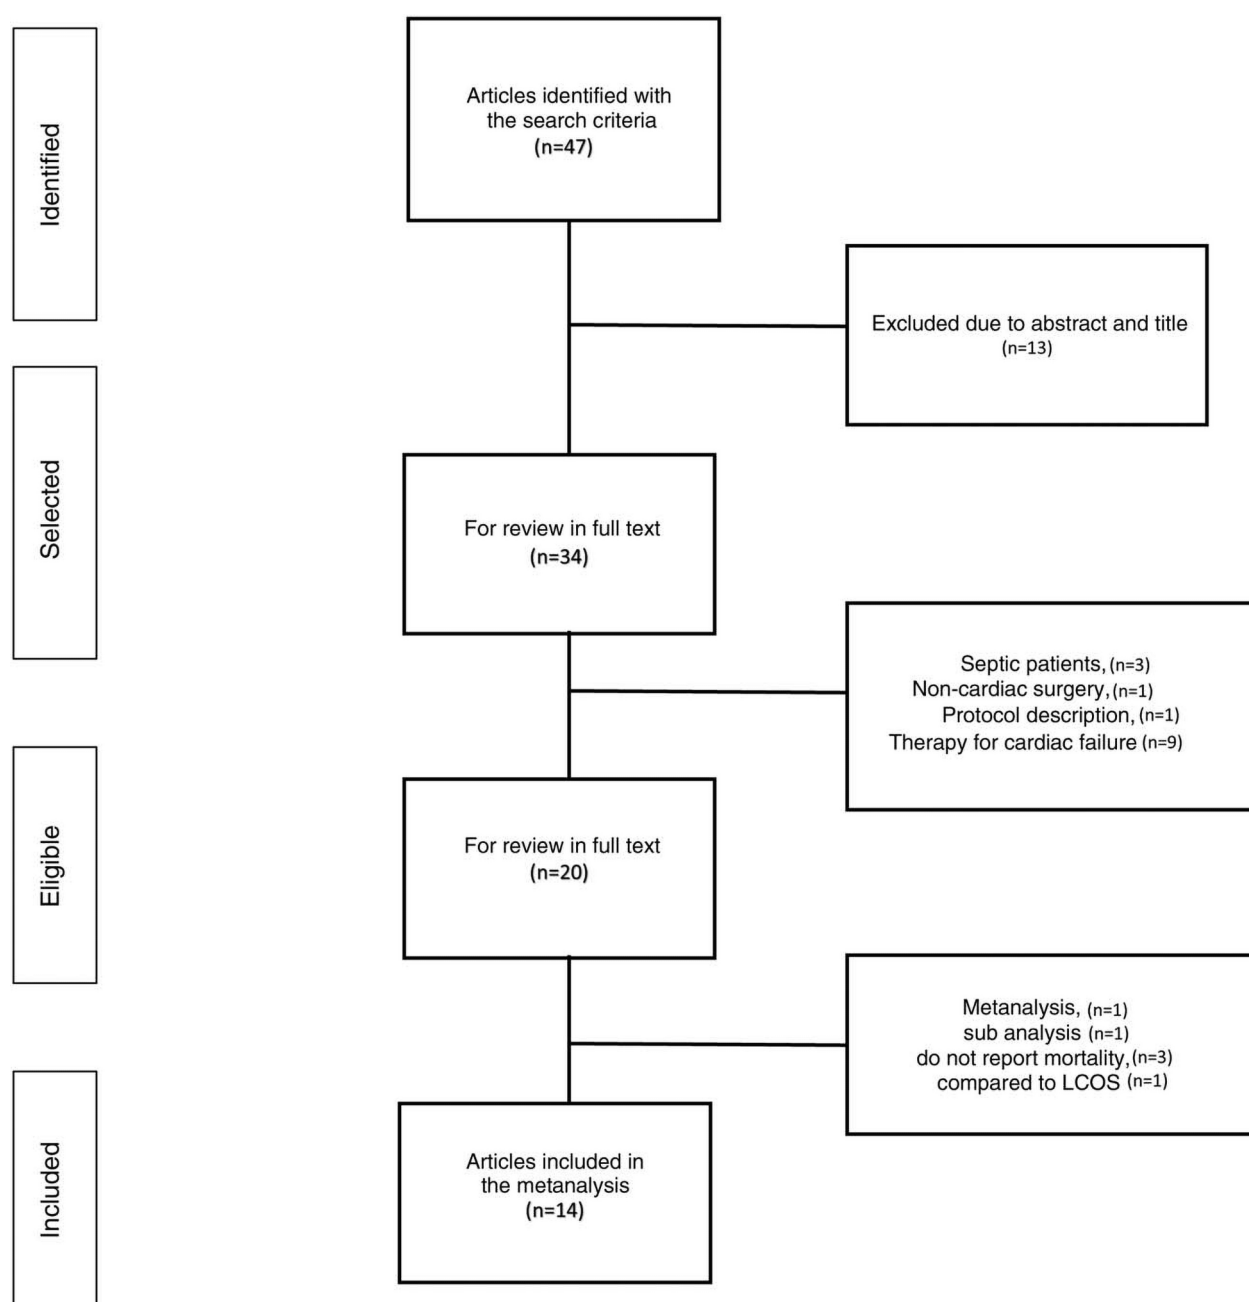 Identified
Articles identified with
the search criteria
(n=47)
Excluded due to abstract and title
(n=13)
Selected
For review in full text
(n=34)
Septic patients, (n=3)
Non-cardiac surgery, (n=1)
Protocol description, (n=1)
Therapy for cardiac failure (n=9)
Eligible
For review in full text
(n=20)
Metanalysis, (n=1)
sub analysis (n=1)
do not report mortality, (n=3)
compared to LCOS (n=1)
Included
Articles included in
the metanalysis
(n=14)